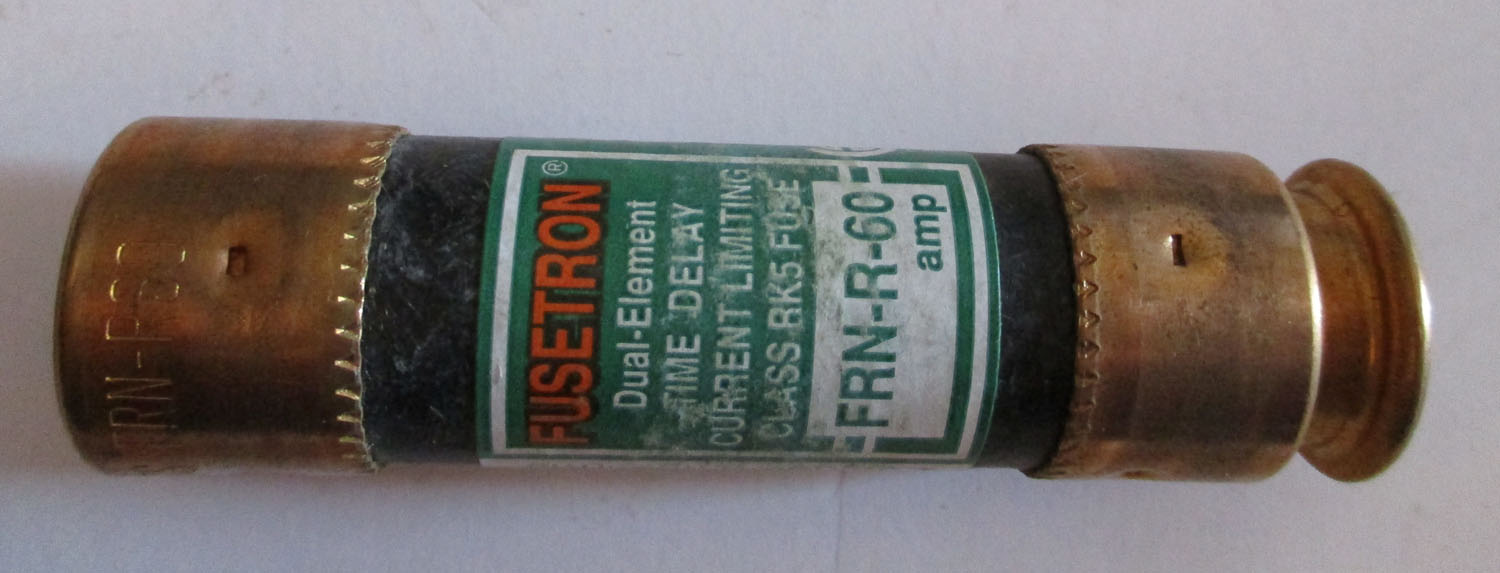 FUSETRON®
Dual-Element
TIME DELAY
CURRENT LIMITING
CLASS RK5 FUSE
FRN-R-60
amp